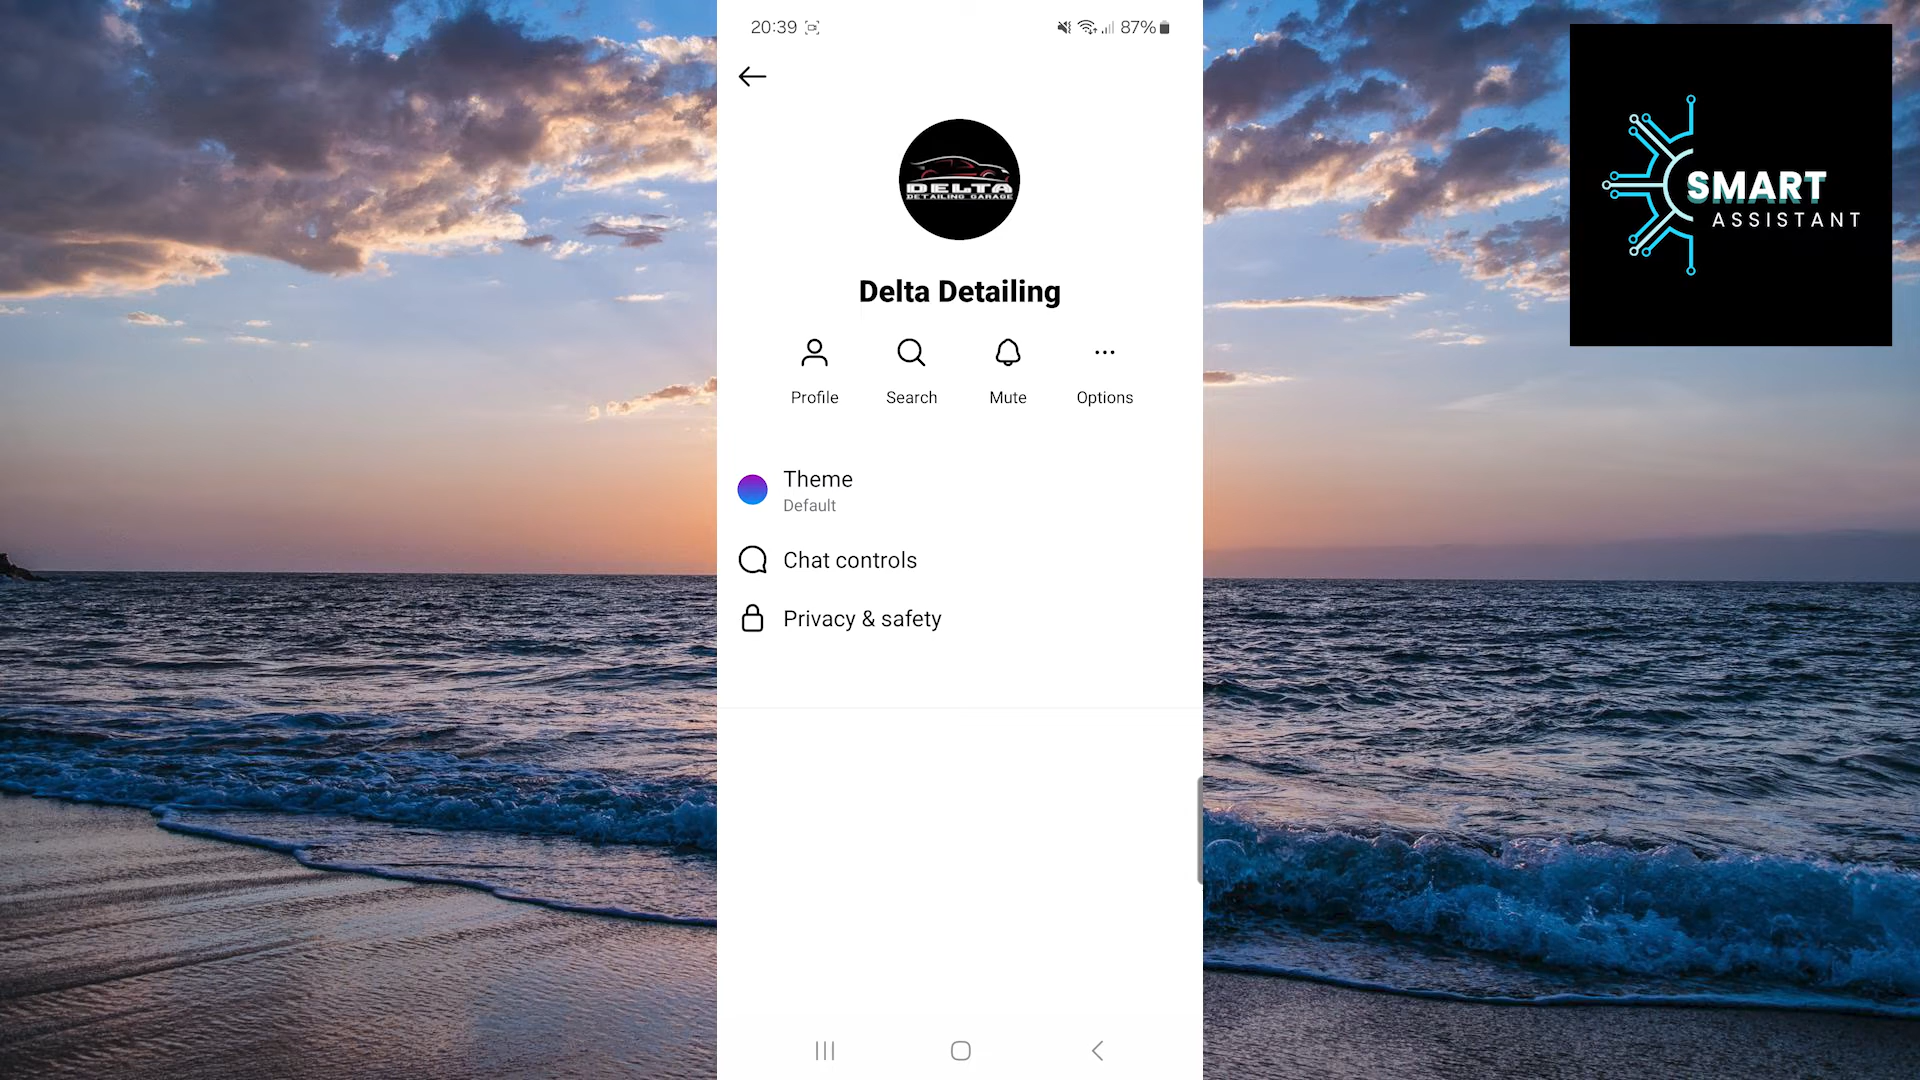 20:39
87%
DELTA
DETAILING GARAGE
Delta Detailing
Profile
Search
Mute
Options
Theme
Default
Chat controls
Privacy & safety
SMART
ASSISTANT